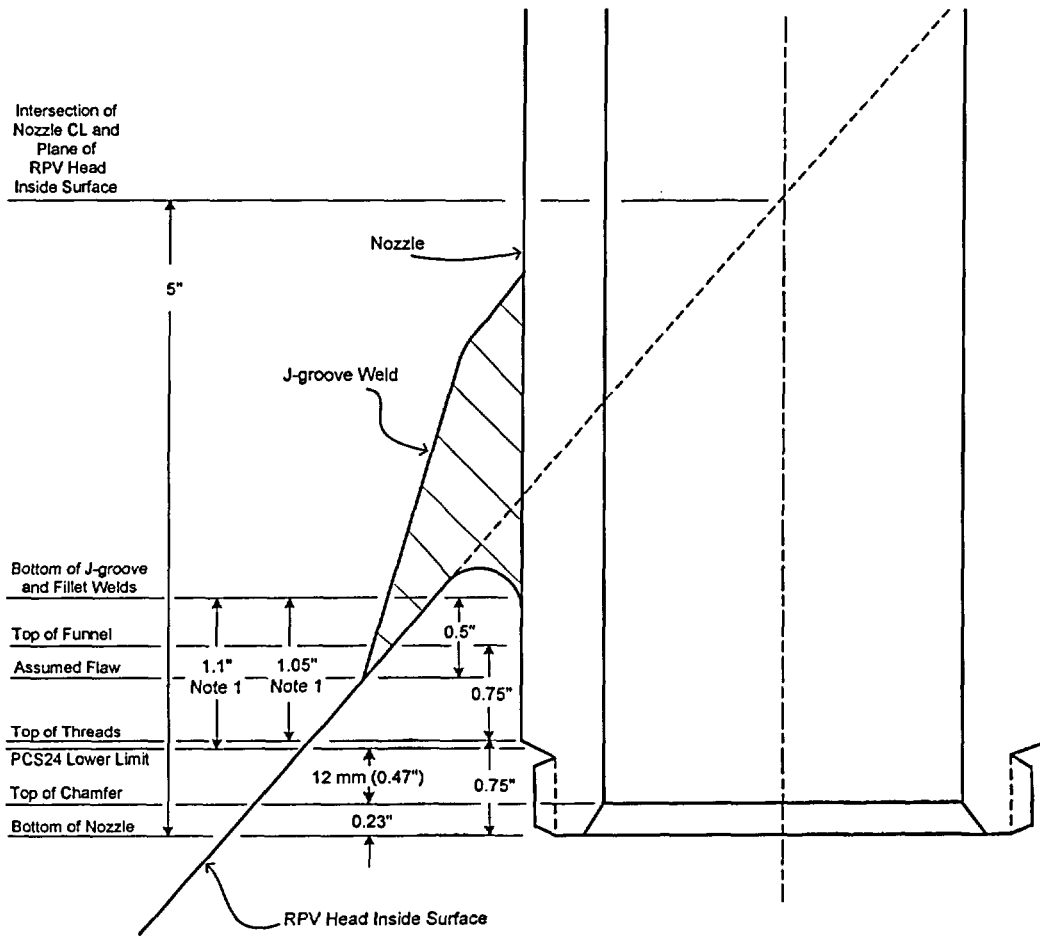 Intersection of
Nozzle CL and
Plane of
RPV Head
Inside Surface
Nozzle
5"
J-groove Weld
Bottom of J-groove
and Fillet Welds
Top of Funnel
0.5"
Assumed Flaw
1.1"
Note 1
1.05"
Note 1
0.75"
Top of Threads
PCS24 Lower Limit
12 mm (0.47")
0.75"
Top of Chamfer
Bottom of Nozzle
0.23"
RPV Head Inside Surface